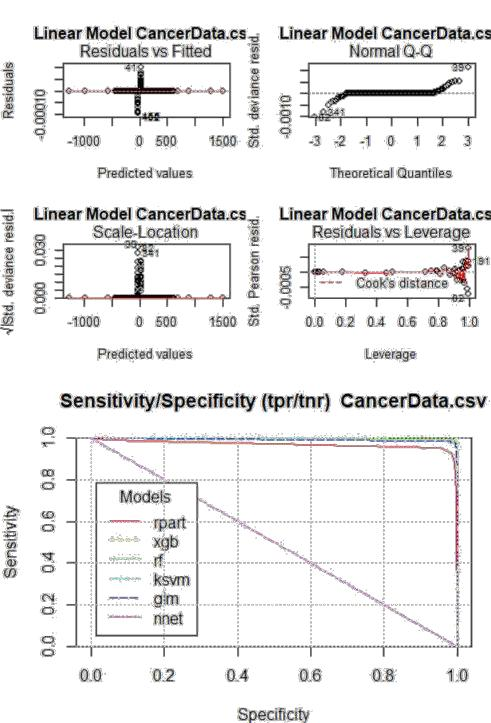 Linear Model CancerData.cs
Residuals vs Fitted
Residuals
-0.00010
41
-1000 0 500 1500
Predicted values
Linear Model CancerData.cs
Normal Q-Q
Std. deviance resid.
-0.0010
39
341
-3 -2 -1 0 1 2 3
Theoretical Quantiles
Linear Model CancerData.cs
Scale-Location
√|Std. deviance resid.|
0.000 0.030
341
-1000 0 500 1500
Predicted values
Linear Model CancerData.cs
Residuals vs Leverage
Std. Pearson resid.
-0.0005
39
91
Cook's distance
82
0.0 0.2 0.4 0.6 0.8 1.0
Leverage
Sensitivity/Specificity (tpr/tnr) CancerData.csv
Sensitivity
0.0 0.2 0.4 0.6 0.8 1.0
Models
rpart
xgb
rf
ksvm
glm
nnet
0.0 0.2 0.4 0.6 0.8 1.0
Specificity